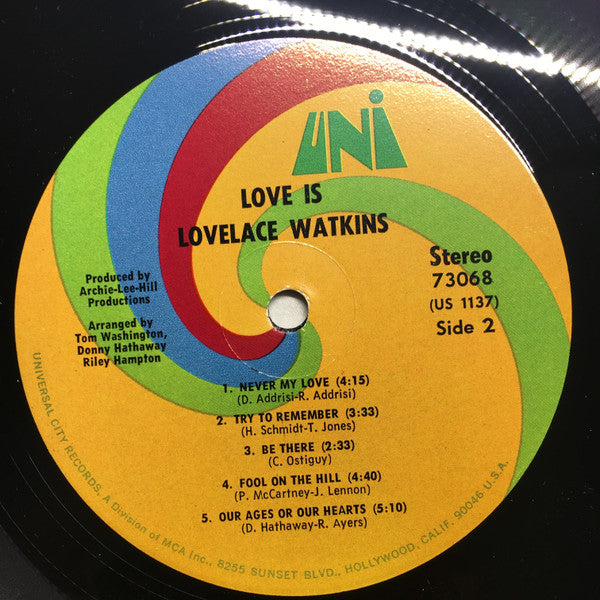 UNI
LOVE IS
LOVELACE WATKINS
Produced by
Archie-Lee-Hill
Productions
Arranged by
Tom Washington,
Donny Hathaway
Riley Hampton
Stereo
73068
(US 1137)
Side 2
1. NEVER MY LOVE (4:15)
(D. Addrisi-R. Addrisi)
2. TRY TO REMEMBER (3:33)
(H. Schmidt-T. Jones)
3. BE THERE (2:33)
(C. Ostiguy)
4. FOOL ON THE HILL (4:40)
(P. McCartney-J. Lennon)
5. OUR AGES OR OUR HEARTS (5:10)
(D. Hathaway-R. Ayers)
UNIVERSAL CITY RECORDS, A Division of MCA Inc., 8255 SUNSET BLVD., HOLLYWOOD, CALIF. 90046 U.S.A.